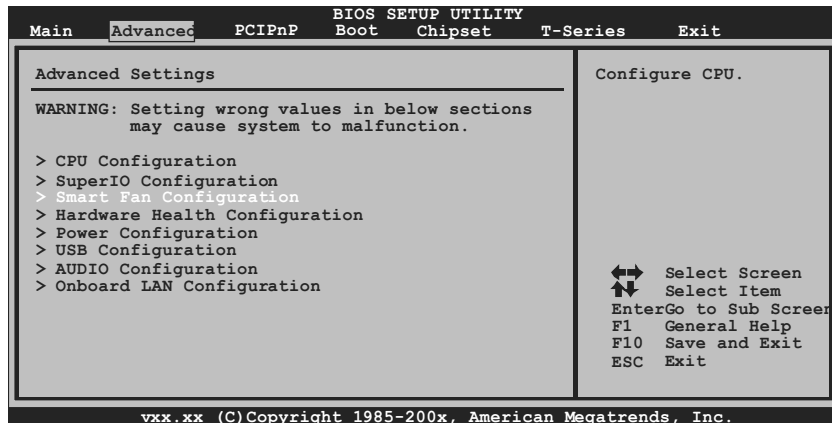 BIOS SETUP UTILITY
Main Advanced PCIPnP Boot Chipset T-Series Exit
Advanced Settings
WARNING: Setting wrong values in below sections
may cause system to malfunction.
> CPU Configuration
> SuperIO Configuration
> Smart Fan Configuration
> Hardware Health Configuration
> Power Configuration
> USB Configuration
> AUDIO Configuration
> Onboard LAN Configuration
Configure CPU.
Select Screen
Select Item
EnterGo to Sub Screen
F1 General Help
F10 Save and Exit
ESC Exit
vxx.xx (C)Copyright 1985-200x, American Megatrends, Inc.